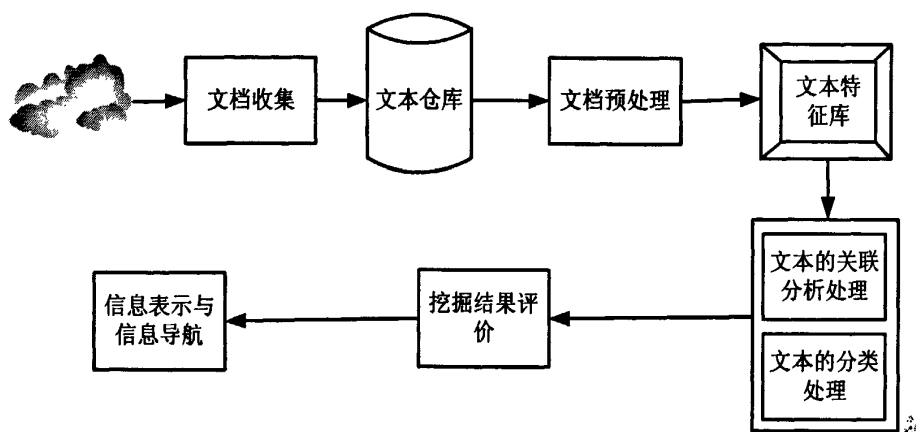 文档收集
文本仓库
文档预处理
文本特
征库
文本的关联
分析处理
文本的分类
处理
挖掘结果评
价
信息表示与
信息导航